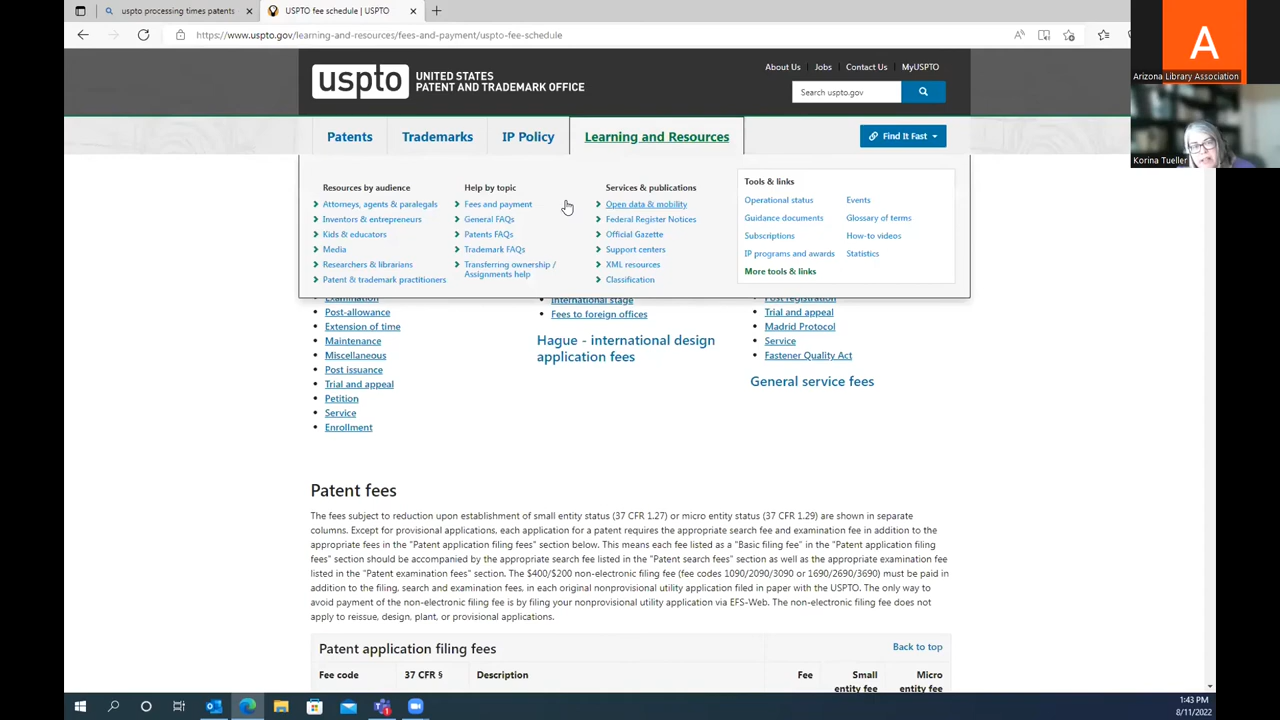 uspto processing times patents
USPTO fee schedule | USPTO
https://www.uspto.gov/learning-and-resources/fees-and-payment/uspto-fee-schedule
A
Arizona Library Association
Korina Tueller
About Us
Jobs
Contact Us
MyUSPTO
uspto
UNITED STATES
PATENT AND TRADEMARK OFFICE
Search uspto.gov
Patents
Trademarks
IP Policy
Learning and Resources
Find It Fast
Resources by audience
Attorneys, agents & paralegals
Inventors & entrepreneurs
Kids & educators
Media
Researchers & librarians
Patent & trademark practitioners
Help by topic
Fees and payment
General FAQs
Patents FAQs
Trademark FAQs
Transferring ownership /
Assignments help
Services & publications
Open data & mobility
Federal Register Notices
Official Gazette
Support centers
XML resources
Classification
Tools & links
Operational status
Guidance documents
Subscriptions
IP programs and awards
More tools & links
Events
Glossary of terms
How-to videos
Statistics
Examination
Post-allowance
Extension of time
Maintenance
Miscellaneous
Post issuance
Trial and appeal
Petition
Service
Enrollment
International stage
Fees to foreign offices
Hague - international design
application fees
Post registration
Trial and appeal
Madrid Protocol
Service
Fastener Quality Act
General service fees
Patent fees
The fees subject to reduction upon establishment of small entity status (37 CFR 1.27) or micro entity status (37 CFR 1.29) are shown in separate
columns. Except for provisional applications, each application for a patent requires the appropriate search fee and examination fee in addition to the
appropriate fees in the "Patent application filing fees" section below. This means each fee listed as a "Basic filing fee" in the "Patent application filing
fees" section should be accompanied by the appropriate search fee listed in the "Patent search fees" section as well as the appropriate examination fee
listed in the "Patent examination fees" section. The $400/$200 non-electronic filing fee (fee codes 1090/2090/3090 or 1690/2690/3690) must be paid in
addition to the filing, search and examination fees, in each original nonprovisional utility application filed in paper with the USPTO. The only way to
avoid payment of the non-electronic filing fee is by filing your nonprovisional utility application via EFS-Web. The non-electronic filing fee does not
apply to reissue, design, plant, or provisional applications.
Patent application filing fees
Back to top
Fee code
37 CFR §
Description
Fee
Small
entity fee
Micro
entity fee
1:43 PM
8/11/2022